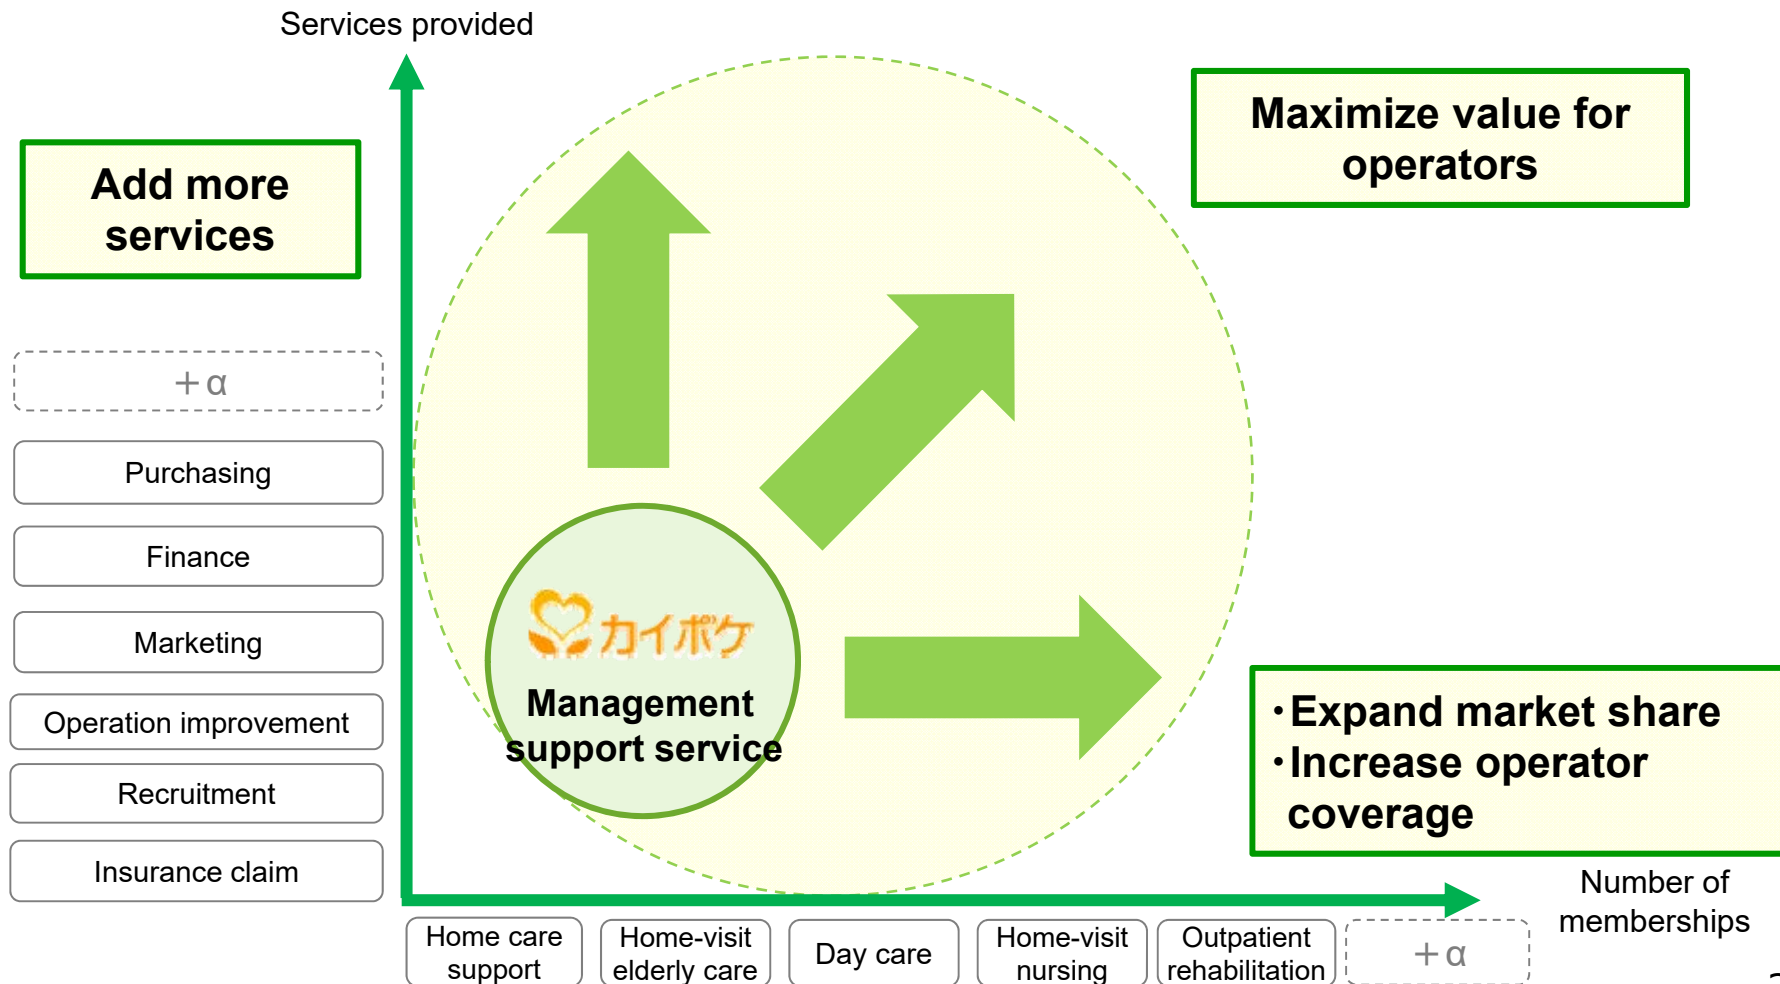 Services provided
Add more
services
Maximize value for
operators
+α
Purchasing
Finance
Marketing
Operation improvement
Recruitment
Insurance claim
カイポケ
Management
support service
・Expand market share
・Increase operator
coverage
Number of
memberships
Home care
support
Home-visit
elderly care
Day care
Home-visit
nursing
Outpatient
rehabilitation
+α